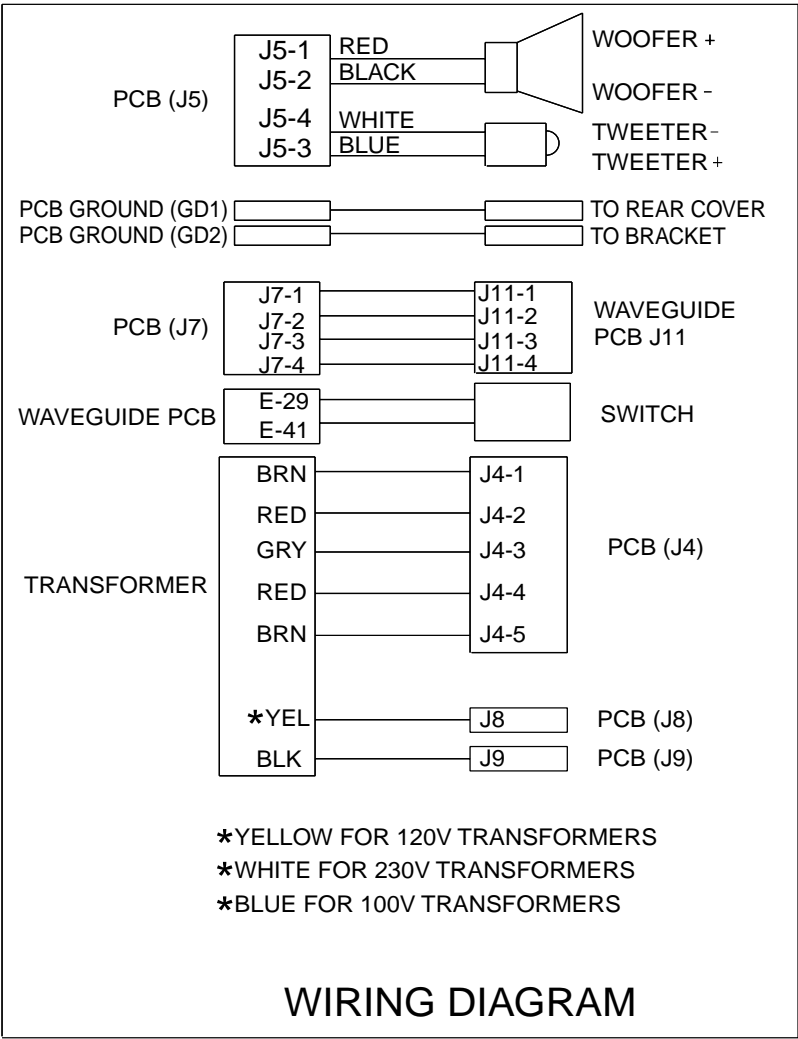 PCB (J5)
J5-1 RED WOOFER +
J5-2 BLACK WOOFER -
J5-4 WHITE TWEETER-
J5-3 BLUE TWEETER +
PCB GROUND (GD1) TO REAR COVER
PCB GROUND (GD2) TO BRACKET
PCB (J7)
J7-1 J11-1
J7-2 J11-2
J7-3 J11-3
J7-4 J11-4
WAVEGUIDE
PCB J11
WAVEGUIDE PCB
E-29
E-41
SWITCH
TRANSFORMER
BRN J4-1
RED J4-2
GRY J4-3
RED J4-4
BRN J4-5
PCB (J4)
*YEL J8 PCB (J8)
BLK J9 PCB (J9)
*YELLOW FOR 120V TRANSFORMERS
*WHITE FOR 230V TRANSFORMERS
*BLUE FOR 100V TRANSFORMERS
WIRING DIAGRAM